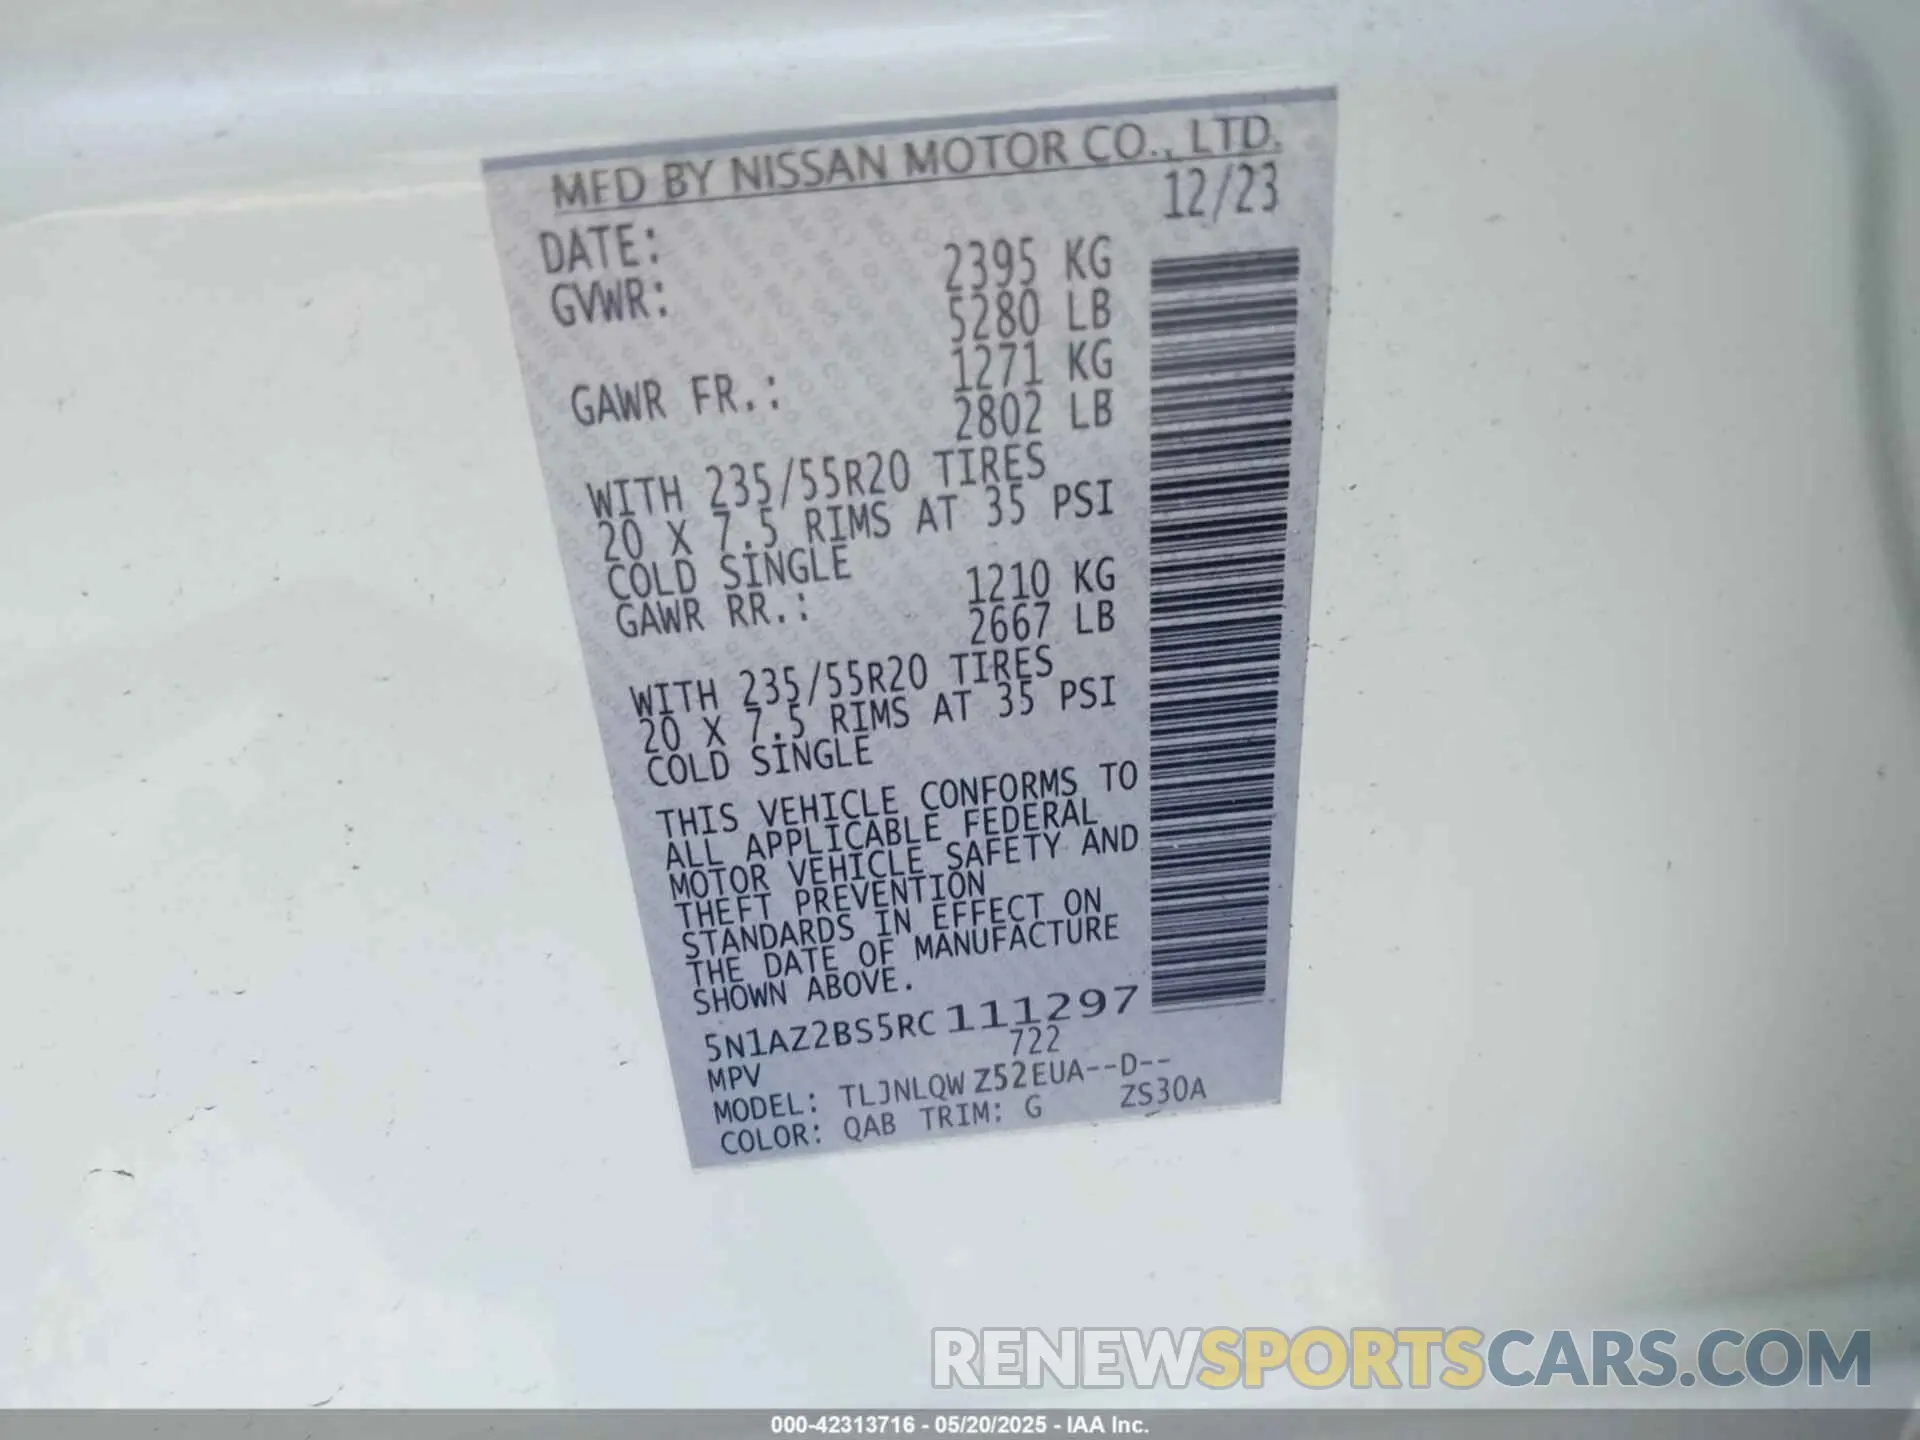 MFD BY NISSAN MOTOR CO., LTD.
DATE: 12/23
GVWR: 2395 KG
5280 LB
GAWR FR.: 1271 KG
2802 LB
WITH 235/55R20 TIRES
20 X 7.5 RIMS AT 35 PSI
COLD SINGLE
GAWR RR.: 1210 KG
2667 LB
WITH 235/55R20 TIRES
20 X 7.5 RIMS AT 35 PSI
COLD SINGLE
THIS VEHICLE CONFORMS TO
ALL APPLICABLE FEDERAL
MOTOR VEHICLE SAFETY AND
THEFT PREVENTION
STANDARDS IN EFFECT ON
THE DATE OF MANUFACTURE
SHOWN ABOVE.
5N1AZ2BS5RC111297
MPV 722
MODEL: TLJNLQWZ52EUA--D--
COLOR: QAB TRIM: G ZS30A
RENEWSPORTSCARS.COM
000-42313716 - 05/20/2025 - IAA Inc.